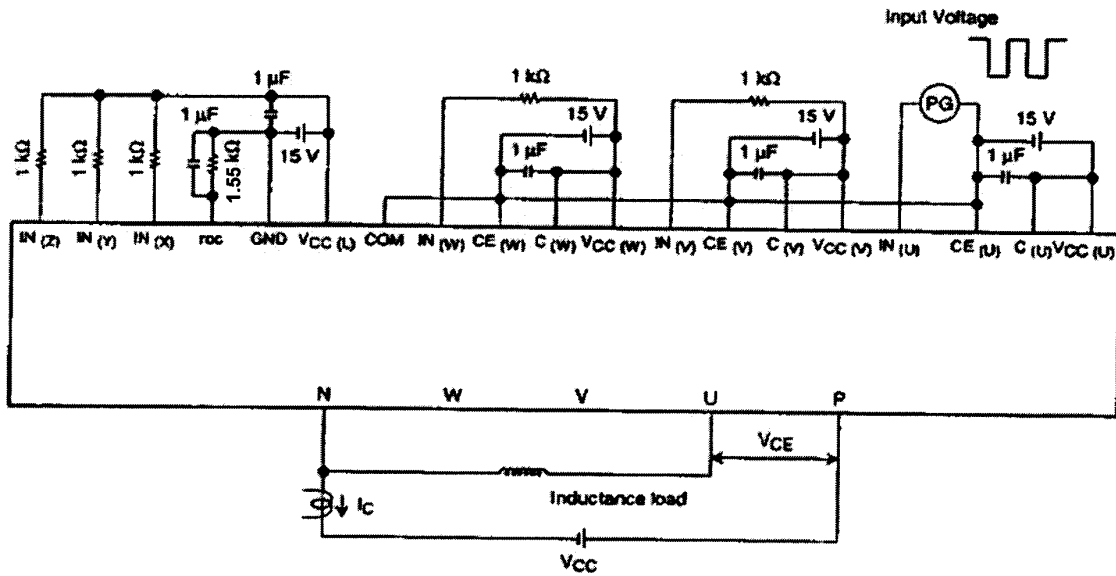 Input Voltage
1 µF
1 kΩ
1 kΩ
PG
1 µF
15 V
15 V
15 V
1 kΩ
1 kΩ
1 kΩ
1.55 kΩ
15 V
1 µF
1 µF
1 µF
IN (Z)
IN (Y)
IN (X)
roc
GND
VCC (L)
COM
IN (W)
CE (W)
C (W)
VCC (W)
IN (V)
CE (V)
C (V)
VCC (V)
IN (U)
CE (U)
C (U)
VCC (U)
N
W
V
U
P
VCE
Inductance load
IC
VCC